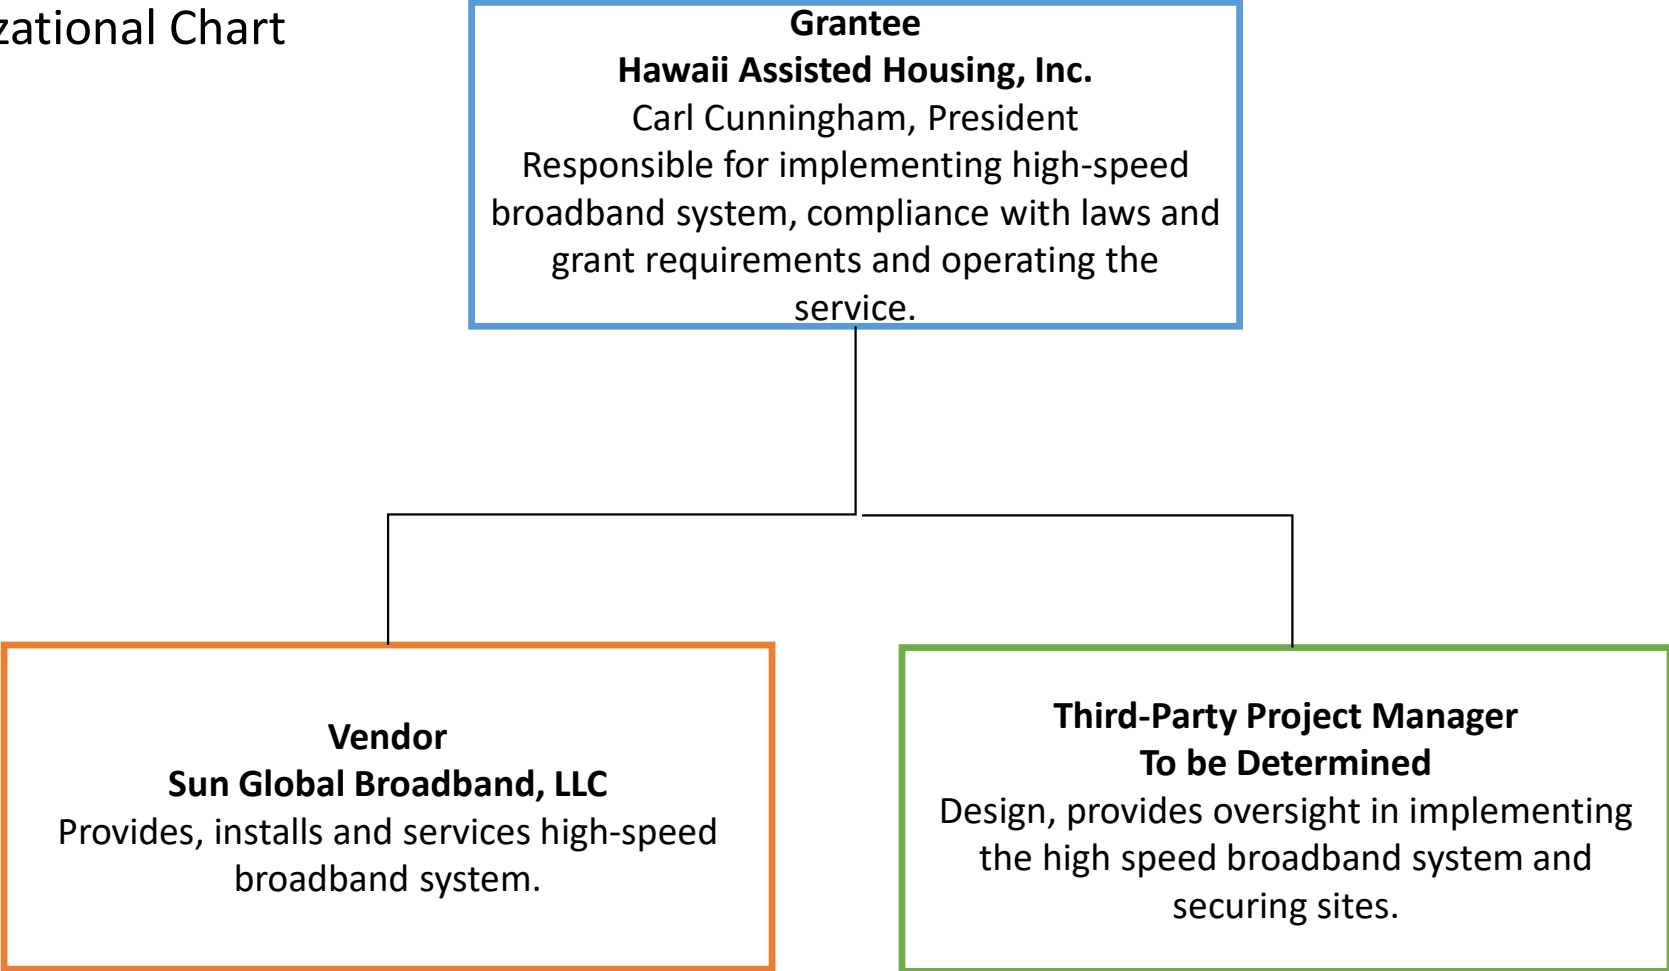 zational Chart
Grantee
Hawaii Assisted Housing, Inc.
Carl Cunningham, President
Responsible for implementing high-speed
broadband system, compliance with laws and
grant requirements and operating the
service.
Vendor
Sun Global Broadband, LLC
Provides, installs and services high-speed
broadband system.
Third-Party Project Manager
To be Determined
Design, provides oversight in implementing
the high speed broadband system and
securing sites.